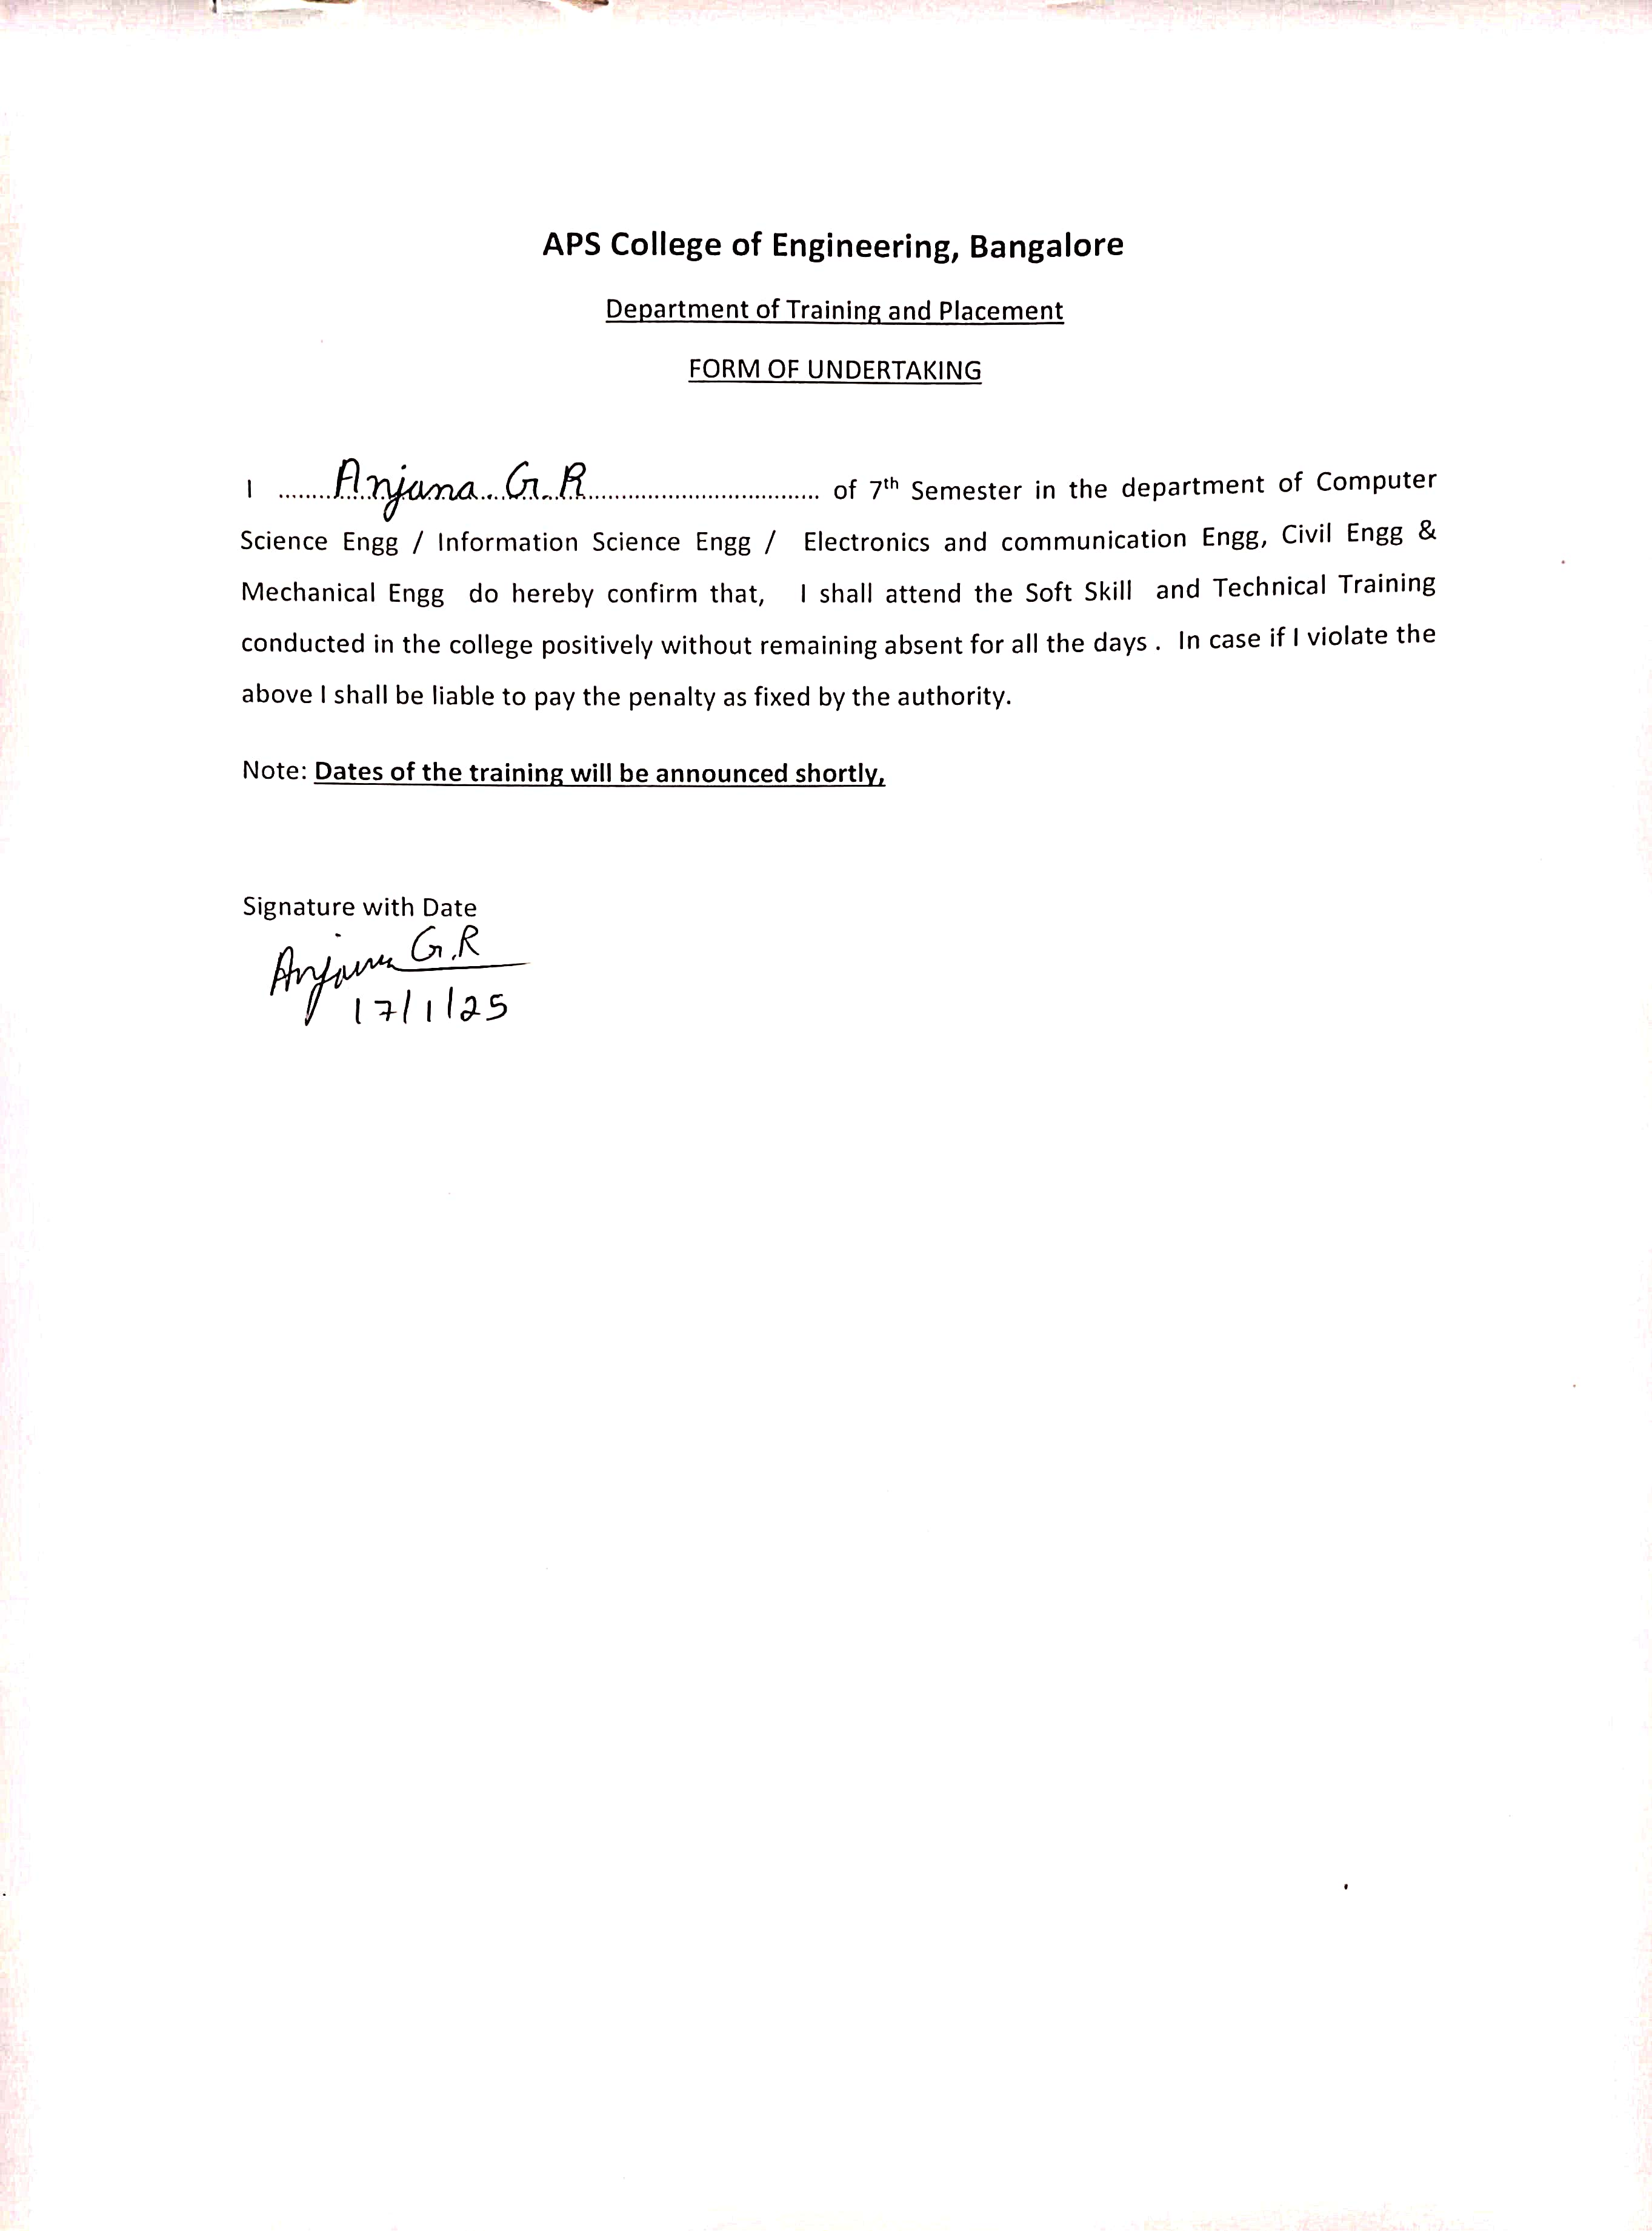 APS College of Engineering, Bangalore
Department of Training and Placement
FORM OF UNDERTAKING
I ........Anjana..G.R.................................... of 7th Semester in the department of Computer
Science Engg / Information Science Engg / Electronics and communication Engg, Civil Engg &
Mechanical Engg do hereby confirm that, I shall attend the Soft Skill and Technical Training
conducted in the college positively without remaining absent for all the days . In case if I violate the
above I shall be liable to pay the penalty as fixed by the authority.
Note: Dates of the training will be announced shortly,
Signature with Date
Anjana G.R
17/1/25